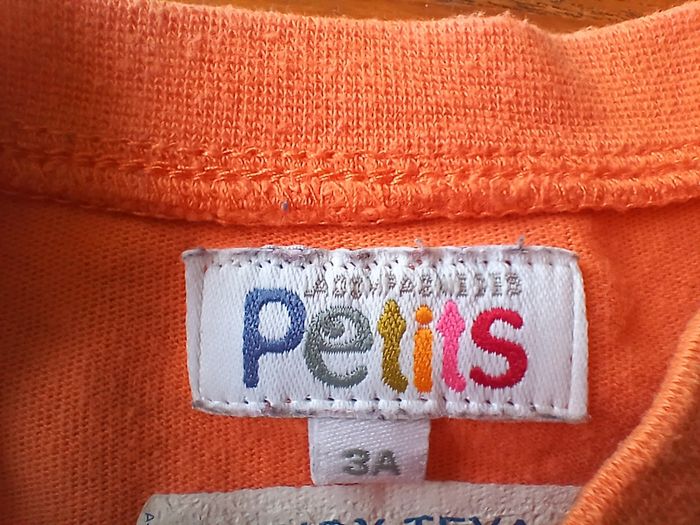 LA COMPAGNIE DES
Petits
3A